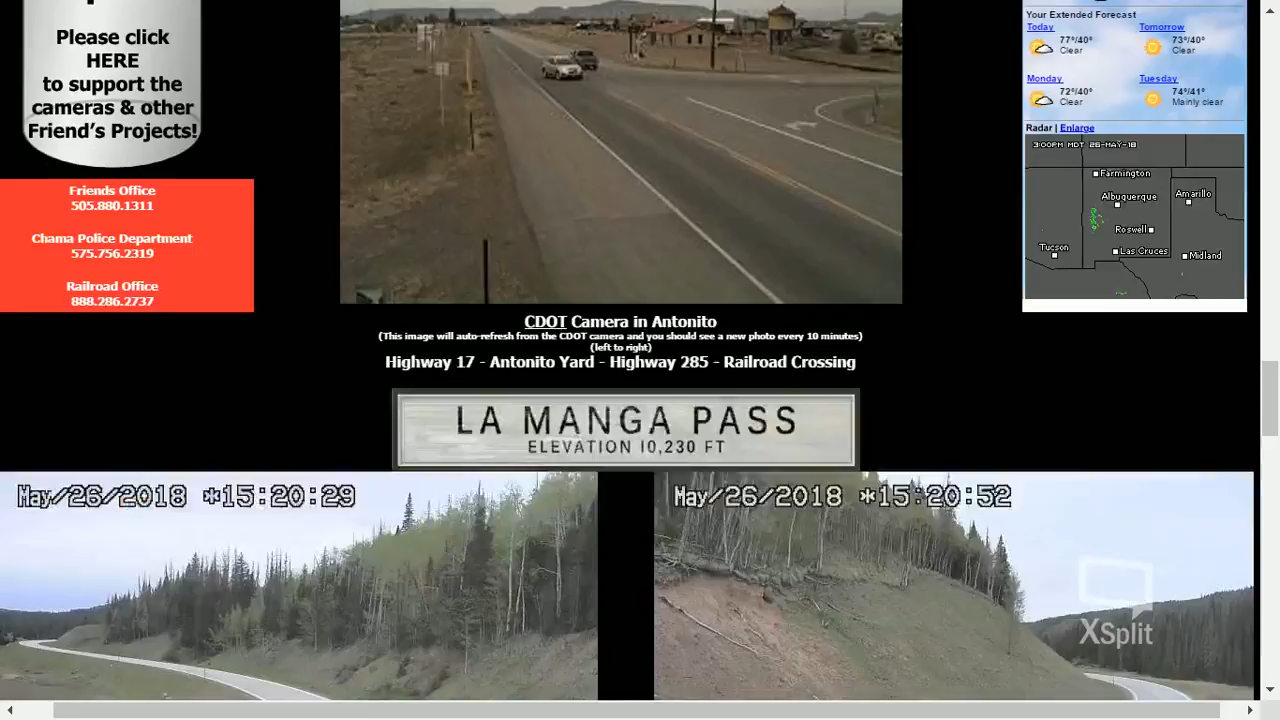 Please click
HERE
to support the
cameras & other
Friend's Projects!
Friends Office
505.880.1311
Chama Police Department
575.756.2319
Railroad Office
888.286.2737
CDOT Camera in Antonito
(This image will auto-refresh from the CDOT camera and you should see a new photo every 10 minutes)
(left to right)
Highway 17 - Antonito Yard - Highway 285 - Railroad Crossing
LA MANGA PASS
ELEVATION 10,230 FT
May/26/2018 *15:20:29
May/26/2018 *15:20:52
XSplit
Your Extended Forecast
Today
77°/40°
Clear
Tomorrow
73°/40°
Clear
Monday
72°/40°
Clear
Tuesday
74°/41°
Mainly clear
Radar | Enlarge
3:00PM MDT 26-MAY-18
Farmington
Albuquerque
Amarillo
Roswell
Tucson
Las Cruces
Midland